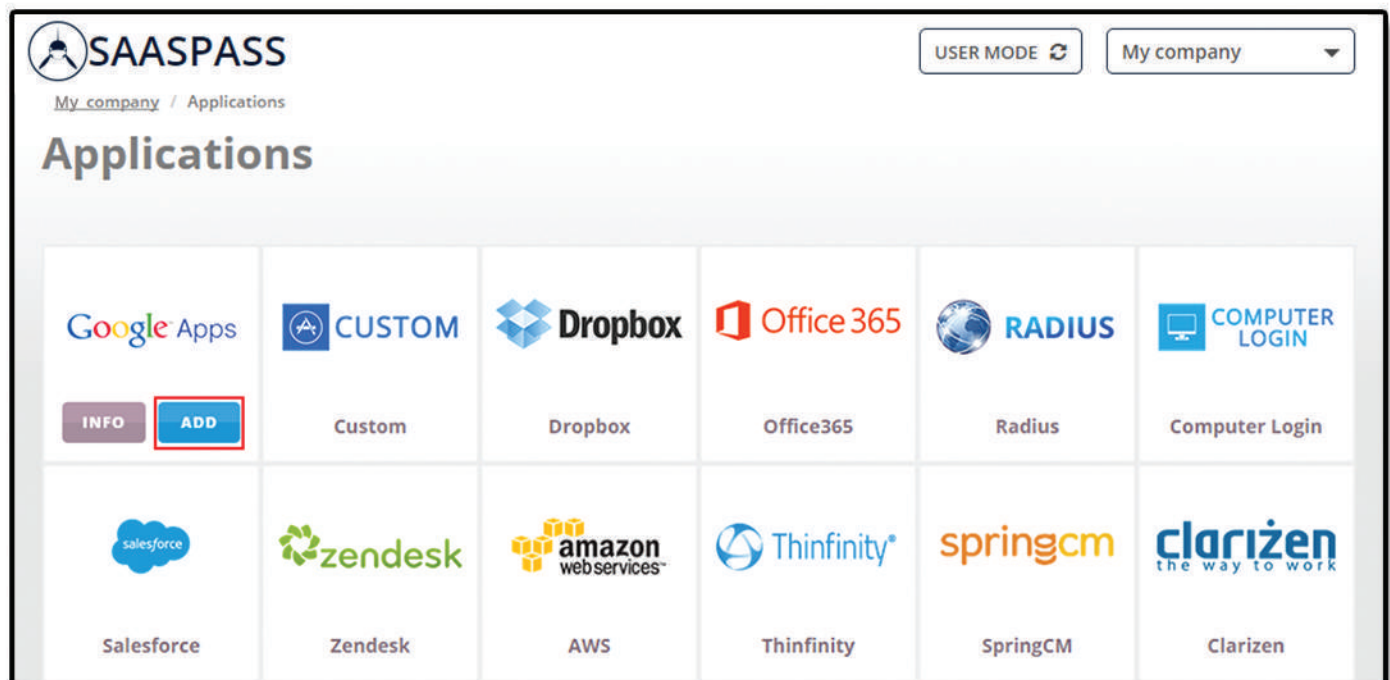 SAASPASS
USER MODE
My company
My company / Applications
Applications
Google Apps
CUSTOM
Dropbox
Office 365
RADIUS
COMPUTER
LOGIN
INFO
ADD
Custom
Dropbox
Office365
Radius
Computer Login
salesforce
zendesk
amazon
webservices™
Thinfinity®
springcm
clarizen
the way to work
Salesforce
Zendesk
AWS
Thinfinity
SpringCM
Clarizen